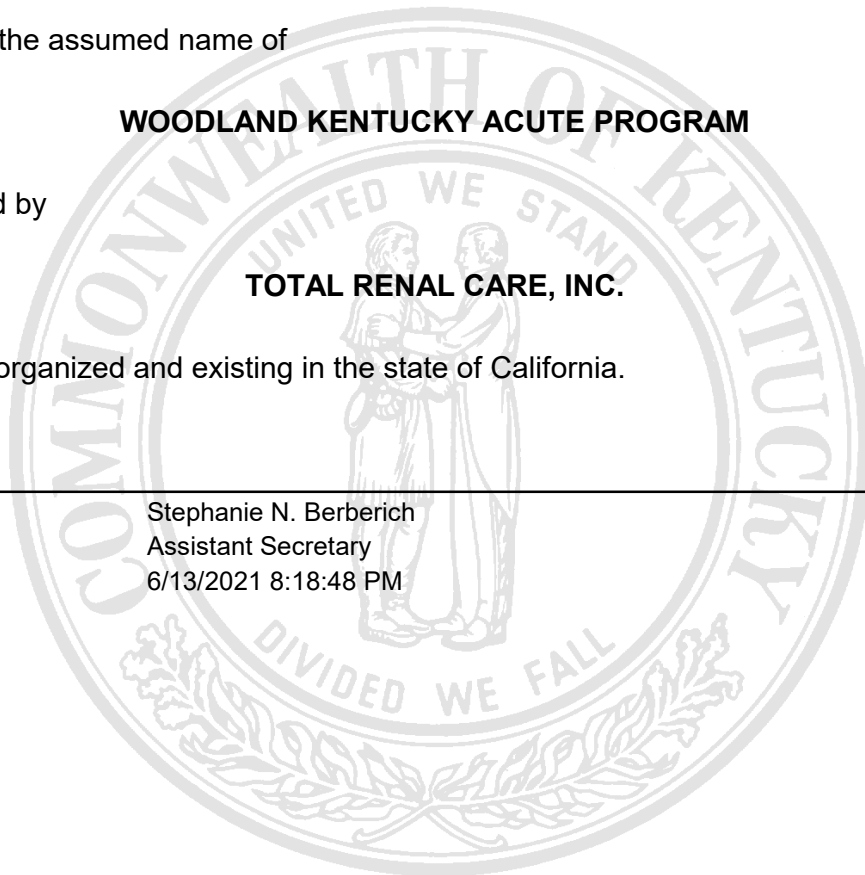 the assumed name of
WOODLAND KENTUCKY ACUTE PROGRAM
d by
TOTAL RENAL CARE, INC.
organized and existing in the state of California.
Stephanie N. Berberich
Assistant Secretary
6/13/2021 8:18:48 PM
COMMONWEALTH OF KENTUCKY
UNITED WE STAND
DIVIDED WE FALL